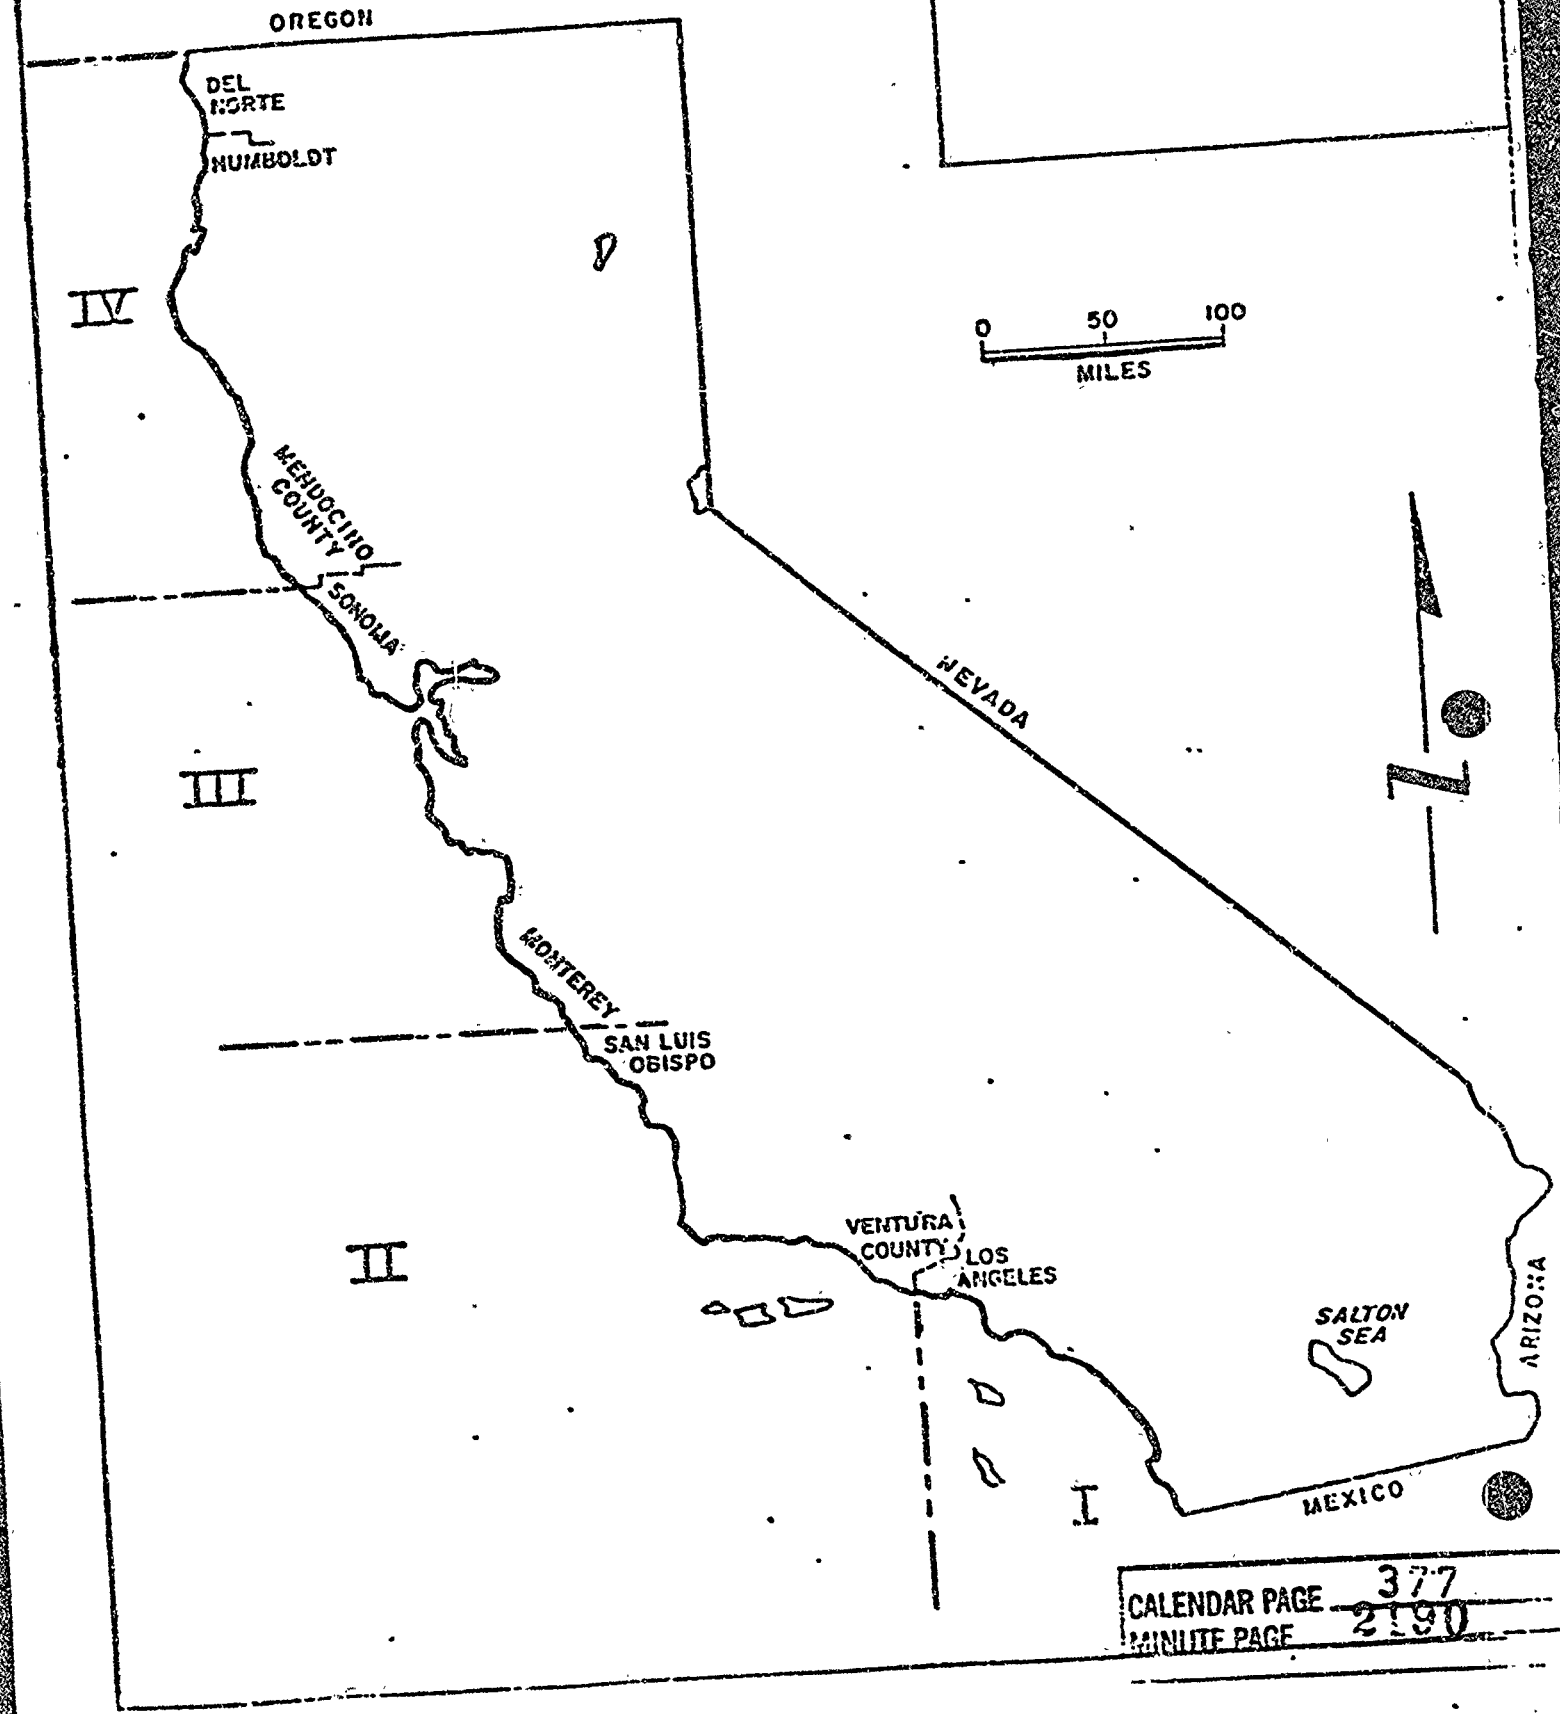 OREGON
DEL
NORTE
HUMBOLDT
IV
0 50 100
MILES
MENDOCINO
COUNTY
SONOMA
NEVADA
III
Z
MONTEREY
SAN LUIS
OBISPO
VENTURA
COUNTY
LOS
ANGELES
II
SALTON
SEA
ARIZONA
I
MEXICO
CALENDAR PAGE 377
MINUTE PAGE 2190